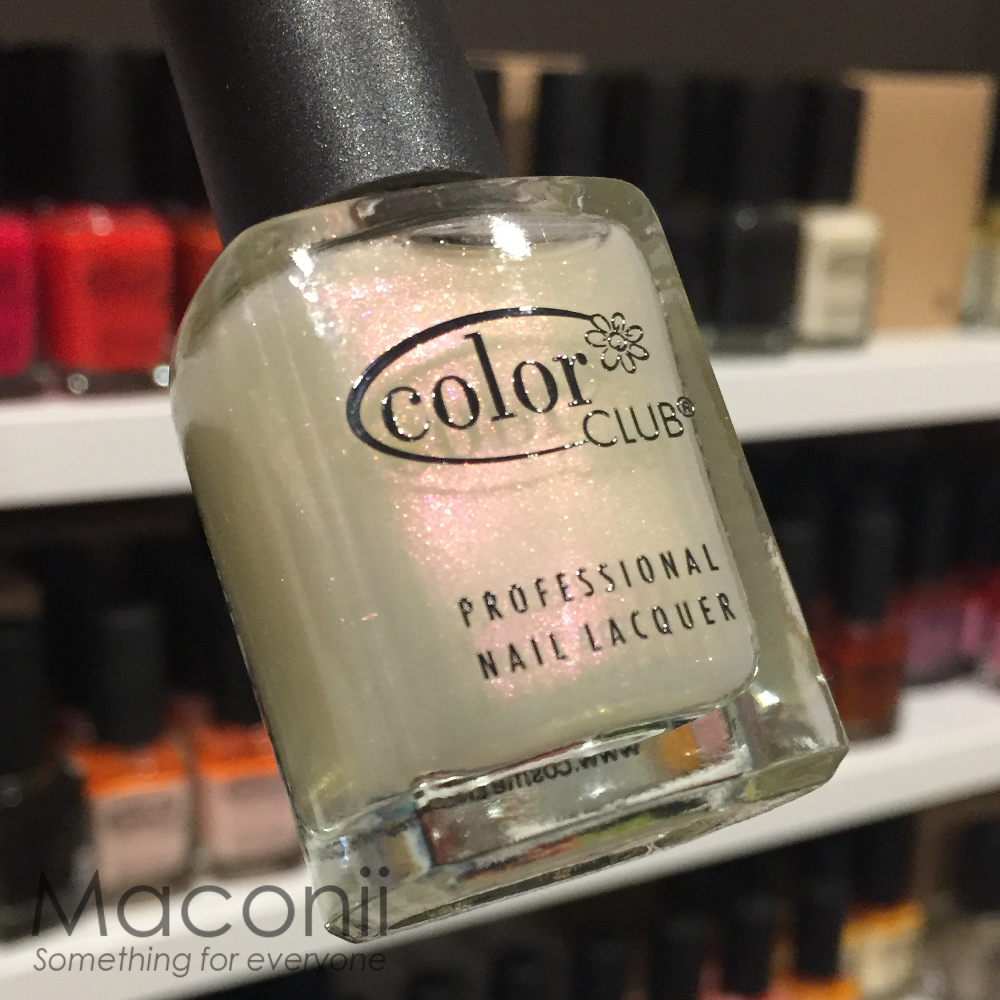 color
CLUB®
PROFESSIONAL
NAIL LACQUER
Maconii
Something for everyone